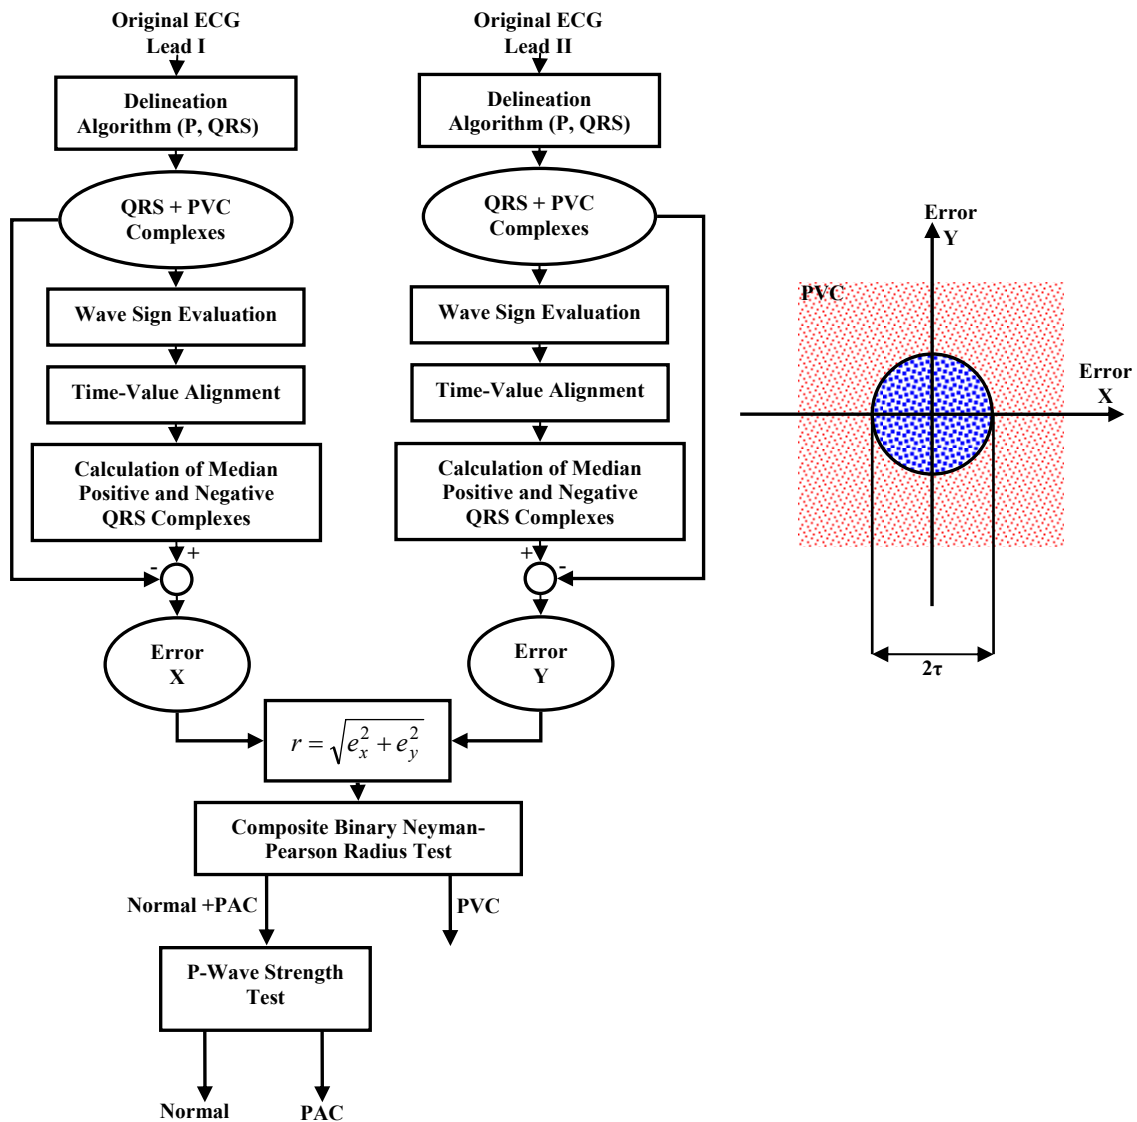 Original ECG
Lead I
Delineation
Algorithm (P, QRS)
QRS + PVC
Complexes
Wave Sign Evaluation
Time-Value Alignment
Calculation of Median
Positive and Negative
QRS Complexes
+
-
Error
X
Original ECG
Lead II
Delineation
Algorithm (P, QRS)
QRS + PVC
Complexes
Wave Sign Evaluation
Time-Value Alignment
Calculation of Median
Positive and Negative
QRS Complexes
+
-
Error
Y
r = √(e_x^2 + e_y^2)
Composite Binary Neyman-
Pearson Radius Test
Normal +PAC
PVC
P-Wave Strength
Test
Normal
PAC
Error
Y
PVC
Error
X
2τ